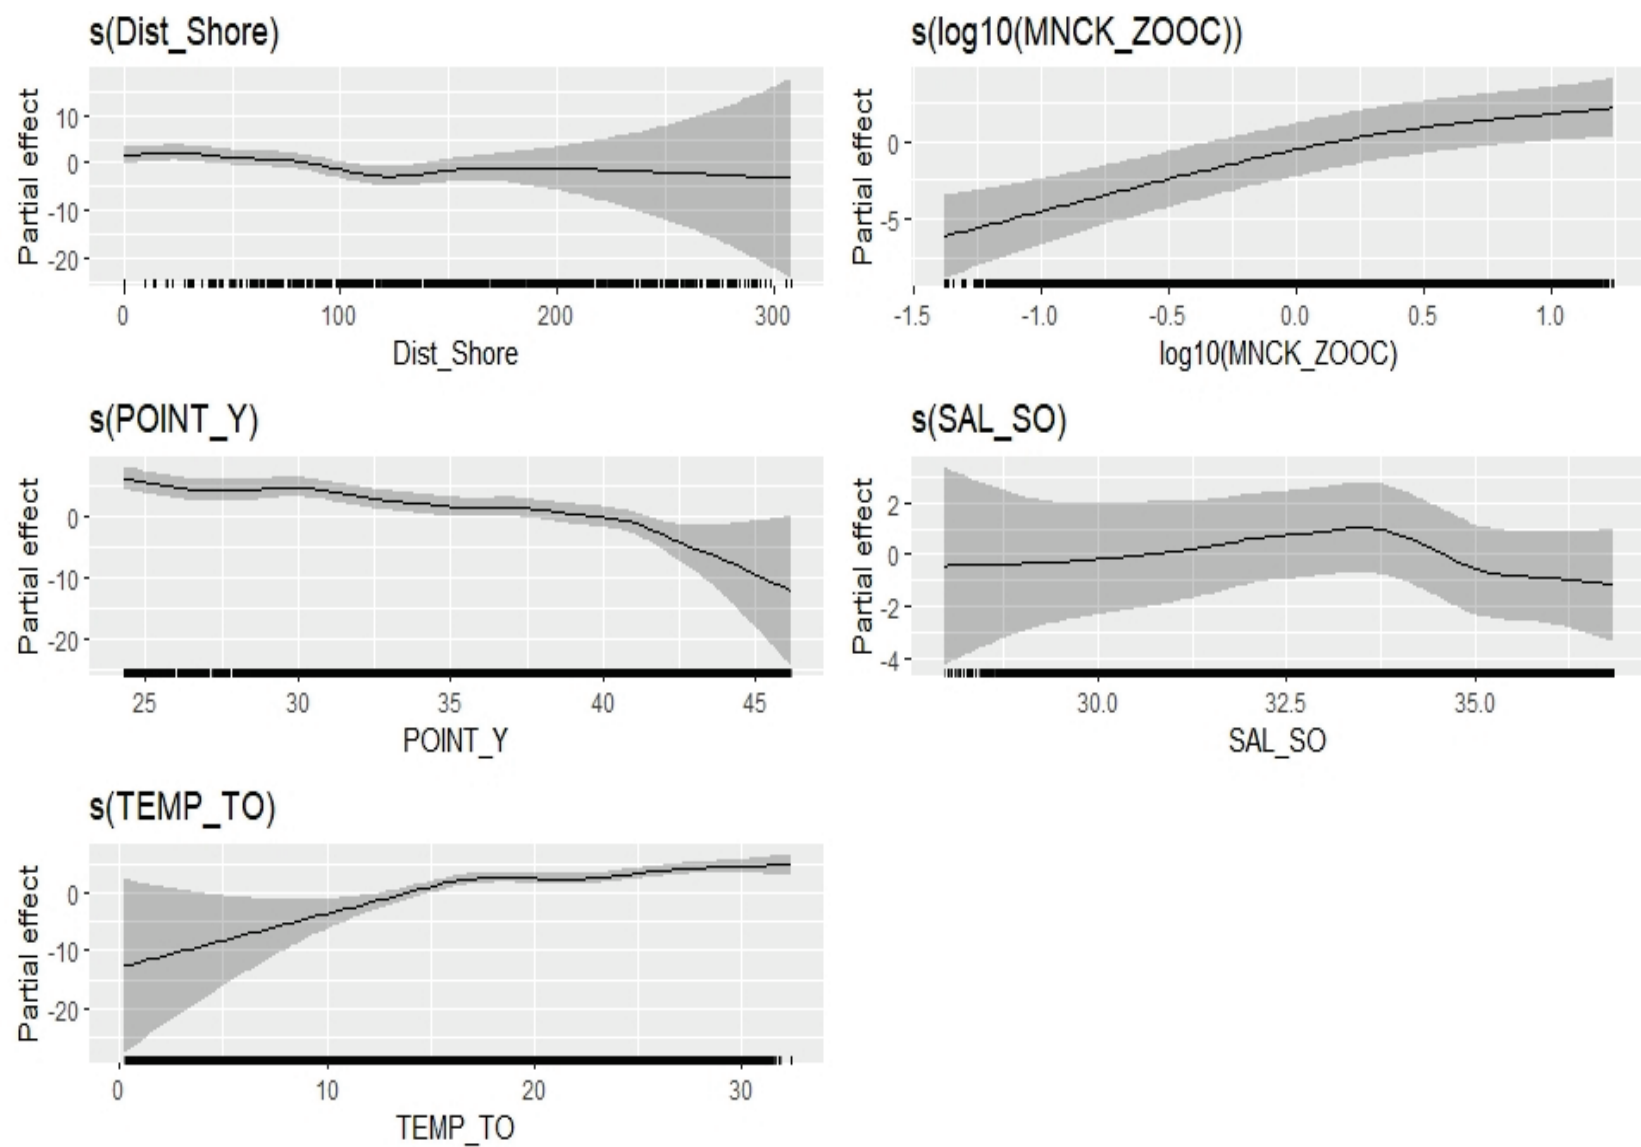 s(Dist_Shore)
Partial effect
10
0
-10
-20
0 100 200 300
Dist_Shore
s(log10(MNCK_ZOOC))
Partial effect
0
-5
-1.5 -1.0 -0.5 0.0 0.5 1.0
log10(MNCK_ZOOC)
s(POINT_Y)
Partial effect
0
-10
-20
25 30 35 40 45
POINT_Y
s(SAL_SO)
Partial effect
2
0
-2
-4
30.0 32.5 35.0
SAL_SO
s(TEMP_TO)
Partial effect
0
-10
-20
0 10 20 30
TEMP_TO